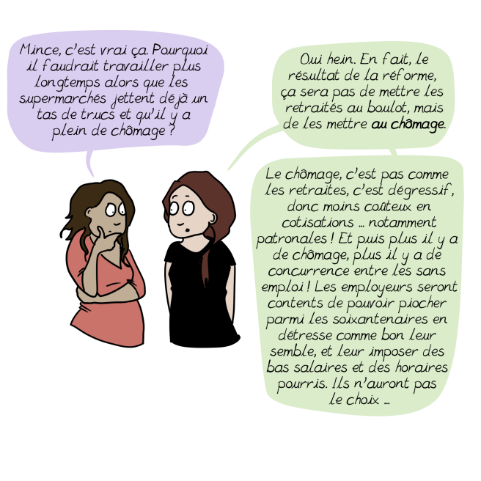 Mince, c'est vrai ça. Pourquoi
il faudrait travailler plus
longtemps alors que les
supermarchés jettent déjà un
tas de trucs et qu'il y a
plein de chômage ?
Oui hein. En fait, le
résultat de la réforme,
ça sera pas de mettre les
retraités au boulot, mais
de les mettre au chômage.
Le chômage, c'est pas comme
les retraites, c'est dégressif,
donc moins coûteux en
cotisations ... notamment
patronales ! Et puis plus il y a
de chômage, plus il y a de
concurrence entre les sans
emploi ! Les employeurs seront
contents de pouvoir piocher
parmi les soixantenaires en
détresse comme bon leur
semble, et leur imposer des
bas salaires et des horaires
pourris. Ils n'auront pas
le choix ...